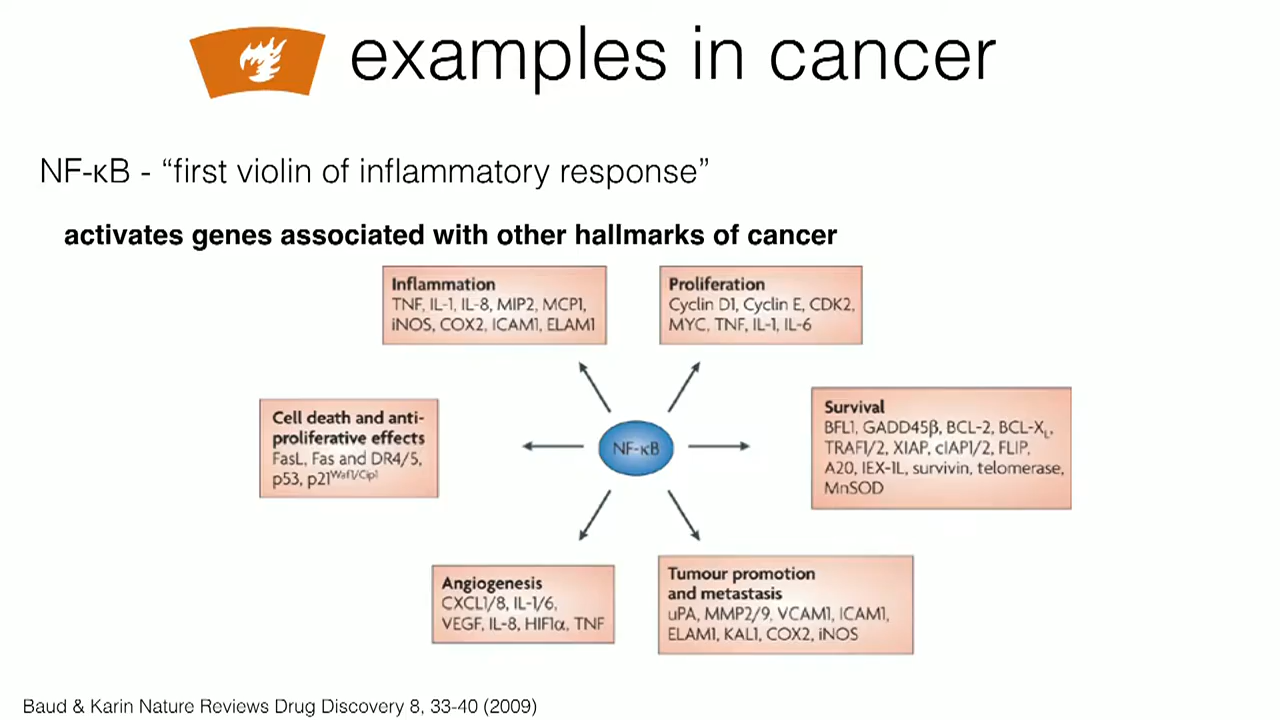 examples in cancer
NF-κB - “first violin of inflammatory response”
activates genes associated with other hallmarks of cancer
Inflammation
TNF, IL-1, IL-8, MIP2, MCP1,
iNOS, COX2, ICAM1, ELAM1
Proliferation
Cyclin D1, Cyclin E, CDK2,
MYC, TNF, IL-1, IL-6
Cell death and anti-
proliferative effects
FasL, Fas and DR4/5,
p53, p21Waf1/Cip1
NF-κB
Survival
BFL1, GADD45β, BCL-2, BCL-XL,
TRAF1/2, XIAP, cIAP1/2, FLIP,
A20, IEX-1L, survivin, telomerase,
MnSOD
Angiogenesis
CXCL1/8, IL-1/6,
VEGF, IL-8, HIF1α, TNF
Tumour promotion
and metastasis
uPA, MMP2/9, VCAM1, ICAM1,
ELAM1, KAL1, COX2, iNOS
Baud & Karin Nature Reviews Drug Discovery 8, 33-40 (2009)